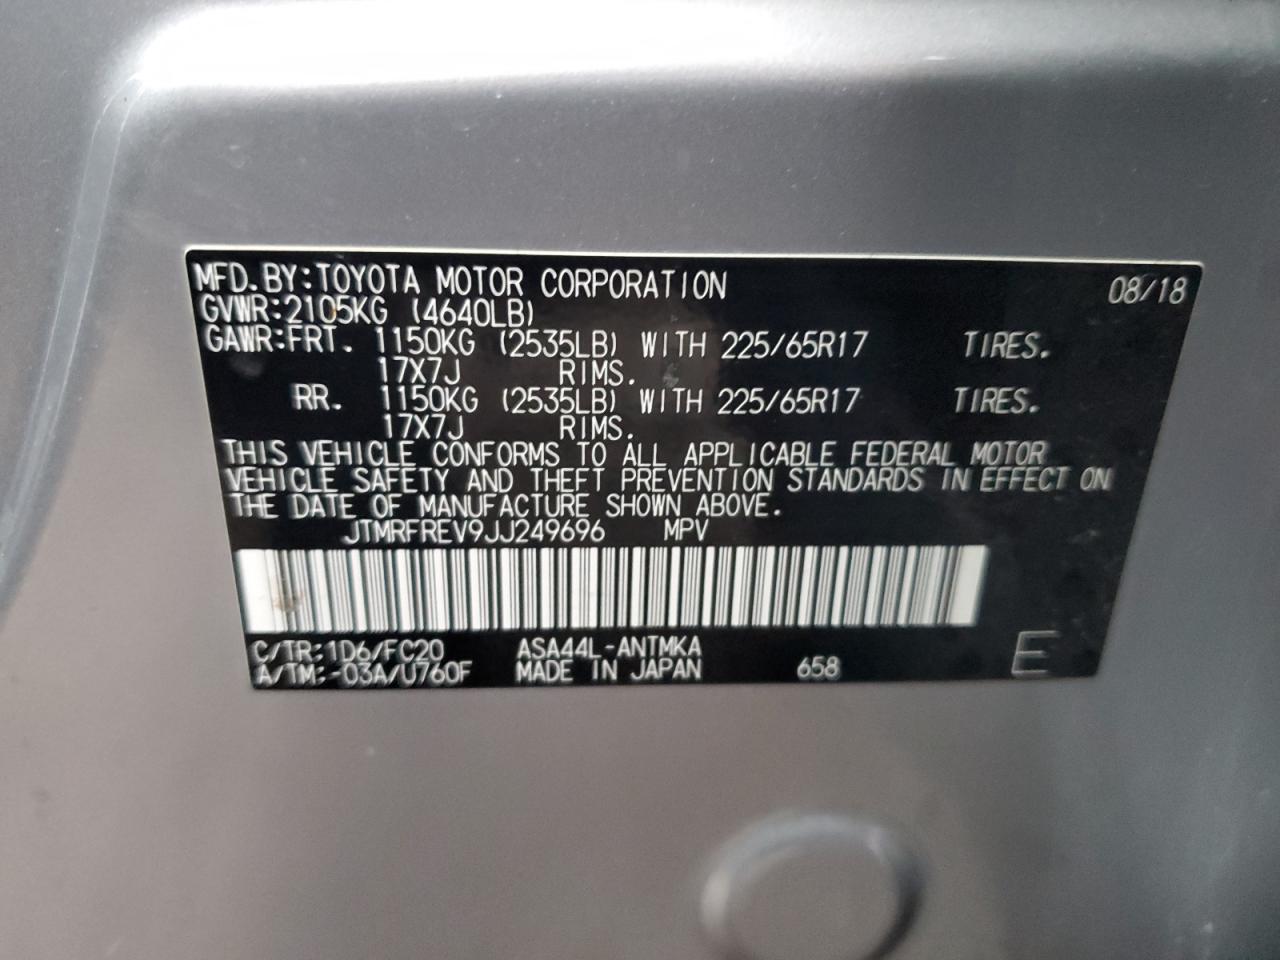 MFD. BY: TOYOTA MOTOR CORPORATION 08/18
GVWR: 2105KG (4640LB)
GAWR: FRT. 1150KG (2535LB) WITH 225/65R17 TIRES.
17X7J RIMS.
RR. 1150KG (2535LB) WITH 225/65R17 TIRES.
17X7J RIMS.
THIS VEHICLE CONFORMS TO ALL APPLICABLE FEDERAL MOTOR
VEHICLE SAFETY AND THEFT PREVENTION STANDARDS IN EFFECT ON
THE DATE OF MANUFACTURE SHOWN ABOVE.
JTMRFREV9JJ249696 MPV
C/TR: 1D6/FC20 ASA44L-ANTMKA
A/TM: -03A/U760F MADE IN JAPAN 658 E